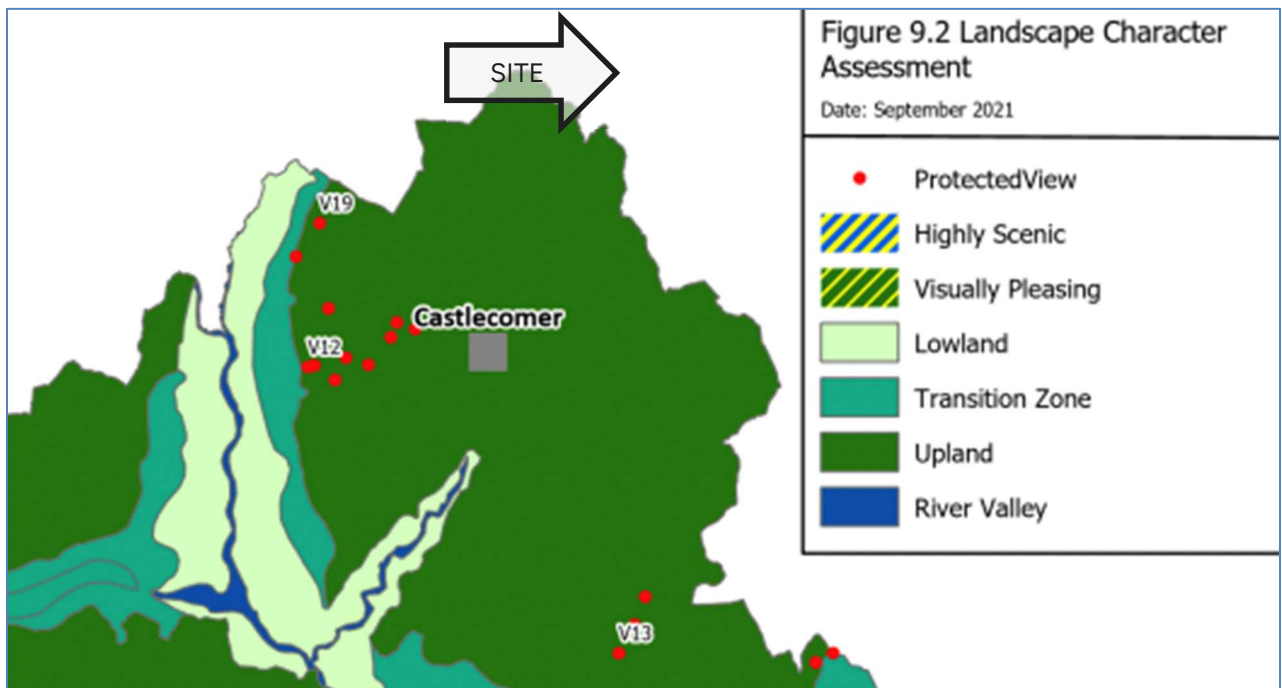 SITE
Figure 9.2 Landscape Character
Assessment
Date: September 2021
ProtectedView
Highly Scenic
Visually Pleasing
Lowland
Transition Zone
Upland
River Valley
V19
Castlecomer
V12
V13